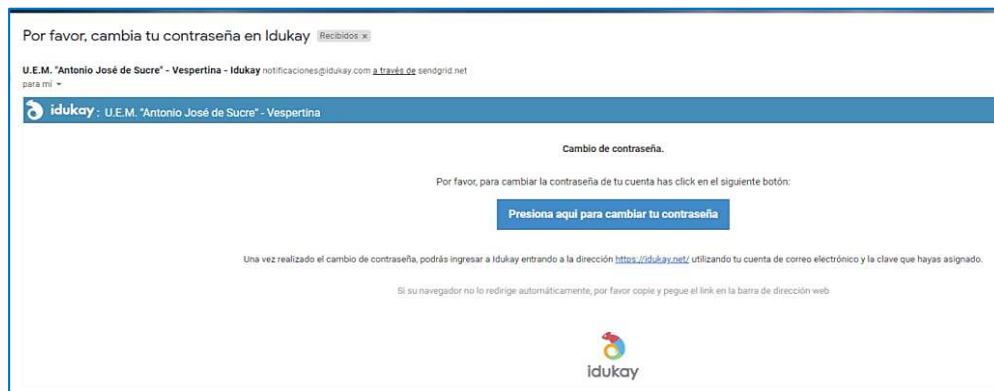 Por favor, cambia tu contraseña en Idukay Recibidos x
U.E.M. "Antonio José de Sucre" - Vespertina - Idukay notificaciones@idukay.com a través de sendgrid.net
para mí
idukay : U.E.M. "Antonio José de Sucre" - Vespertina
Cambio de contraseña.
Por favor, para cambiar la contraseña de tu cuenta has click en el siguiente botón:
Presiona aqui para cambiar tu contraseña
Una vez realizado el cambio de contraseña, podrás ingresar a Idukay entrando a la dirección https://idukay.net/ utilizando tu cuenta de correo electrónico y la clave que hayas asignado.
Si su navegador no lo redirige automáticamente, por favor copie y pegue el link en la barra de dirección web
idukay